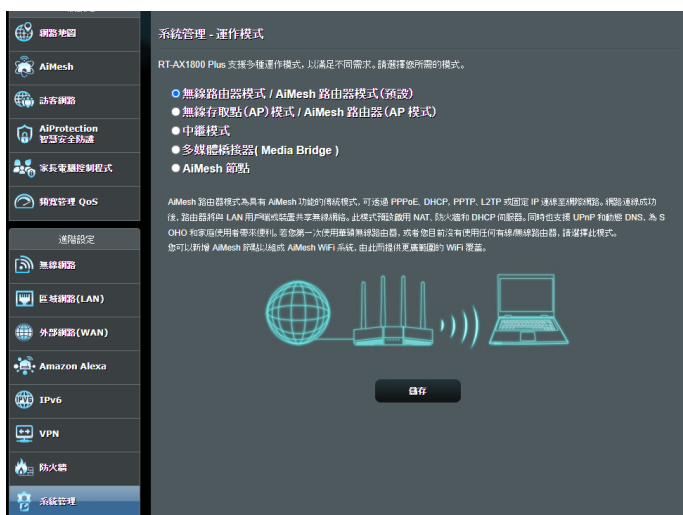 網路地圖
AiMesh
訪客網路
AiProtection
智慧安全防護
家長電腦控制程式
頻寬管理 QoS
進階設定
無線網路
區域網路(LAN)
外部網路(WAN)
Amazon Alexa
IPv6
VPN
防火牆
系統管理
系統管理 - 運作模式
RT-AX1800 Plus 支援多種運作模式，以滿足不同需求。請選擇您所需的模式。
無線路由器模式 / AiMesh 路由器模式(預設)
無線存取點(AP)模式 / AiMesh 路由器(AP 模式)
中繼模式
多媒體橋接器( Media Bridge )
AiMesh 節點
AiMesh 路由器模式為具有 AiMesh 功能的傳統模式，可透過 PPPoE、DHCP、PPTP、L2TP 或固定 IP 連線至網際網路。網路連線成功
後，路由器將與 LAN 用戶端或裝置共享無線網絡。此模式預設啟用 NAT、防火牆和 DHCP 伺服器。同時也支援 UPnP 和動態 DNS，為 S
OHO 和家庭使用者帶來便利。若您第一次使用華碩無線路由器，或者您目前沒有使用任何有線/無線路由器，請選擇此模式。
您可以新增 AiMesh 節點以組成 AiMesh WiFi 系統，由此而提供更廣範圍的 WiFi 覆蓋。
儲存